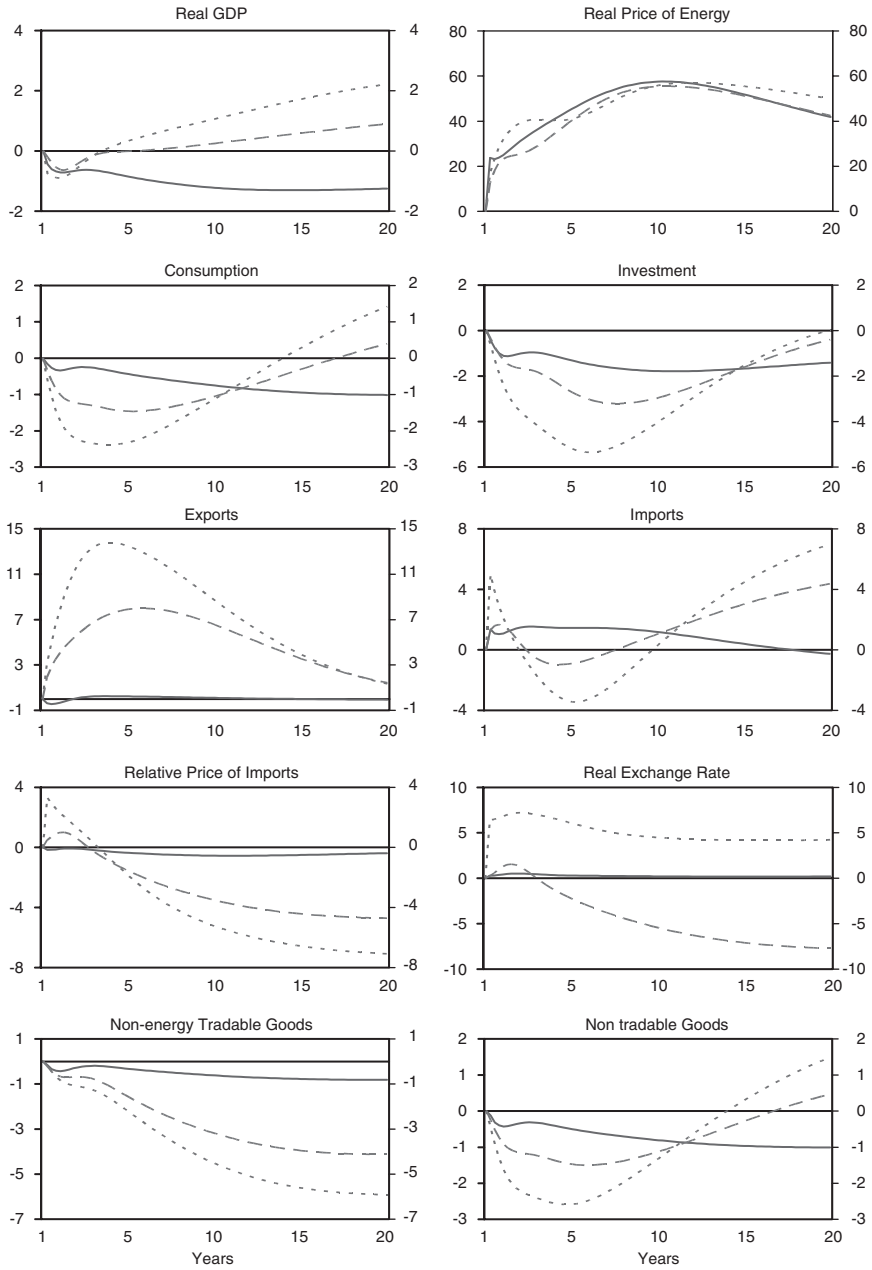 Real GDP
4 4
2 2
0 0
-2 -2
1 5 10 15 20
Real Price of Energy
80 80
60 60
40 40
20 20
0 0
1 5 10 15 20
Consumption
2 2
1 1
0 0
-1 -1
-2 -2
-3 -3
1 5 10 15 20
Investment
2 2
0 0
-2 -2
-4 -4
-6 -6
1 5 10 15 20
Exports
15 15
11 11
7 7
3 3
-1 -1
1 5 10 15 20
Imports
8 8
4 4
0 0
-4 -4
1 5 10 15 20
Relative Price of Imports
4 4
0 0
-4 -4
-8 -8
1 5 10 15 20
Real Exchange Rate
10 10
5 5
0 0
-5 -5
-10 -10
1 5 10 15 20
Non-energy Tradable Goods
1 1
-1 -1
-3 -3
-5 -5
-7 -7
1 5 10 15 20
Years
Non tradable Goods
2 2
1 1
0 0
-1 -1
-2 -2
-3 -3
1 5 10 15 20
Years